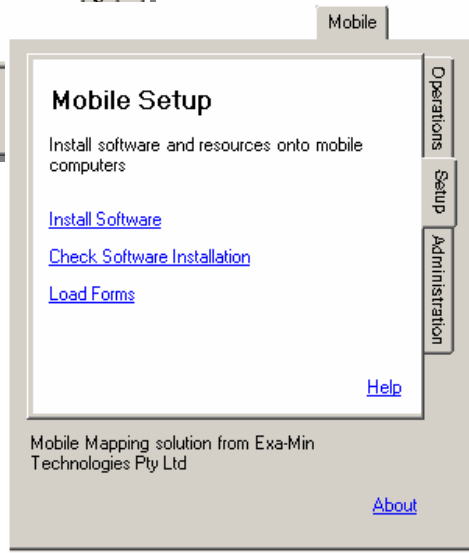 Mobile
Mobile Setup
Install software and resources onto mobile
computers
Install Software
Check Software Installation
Load Forms
Help
Operations
Setup
Administration
Mobile Mapping solution from Exa-Min
Technologies Pty Ltd
About